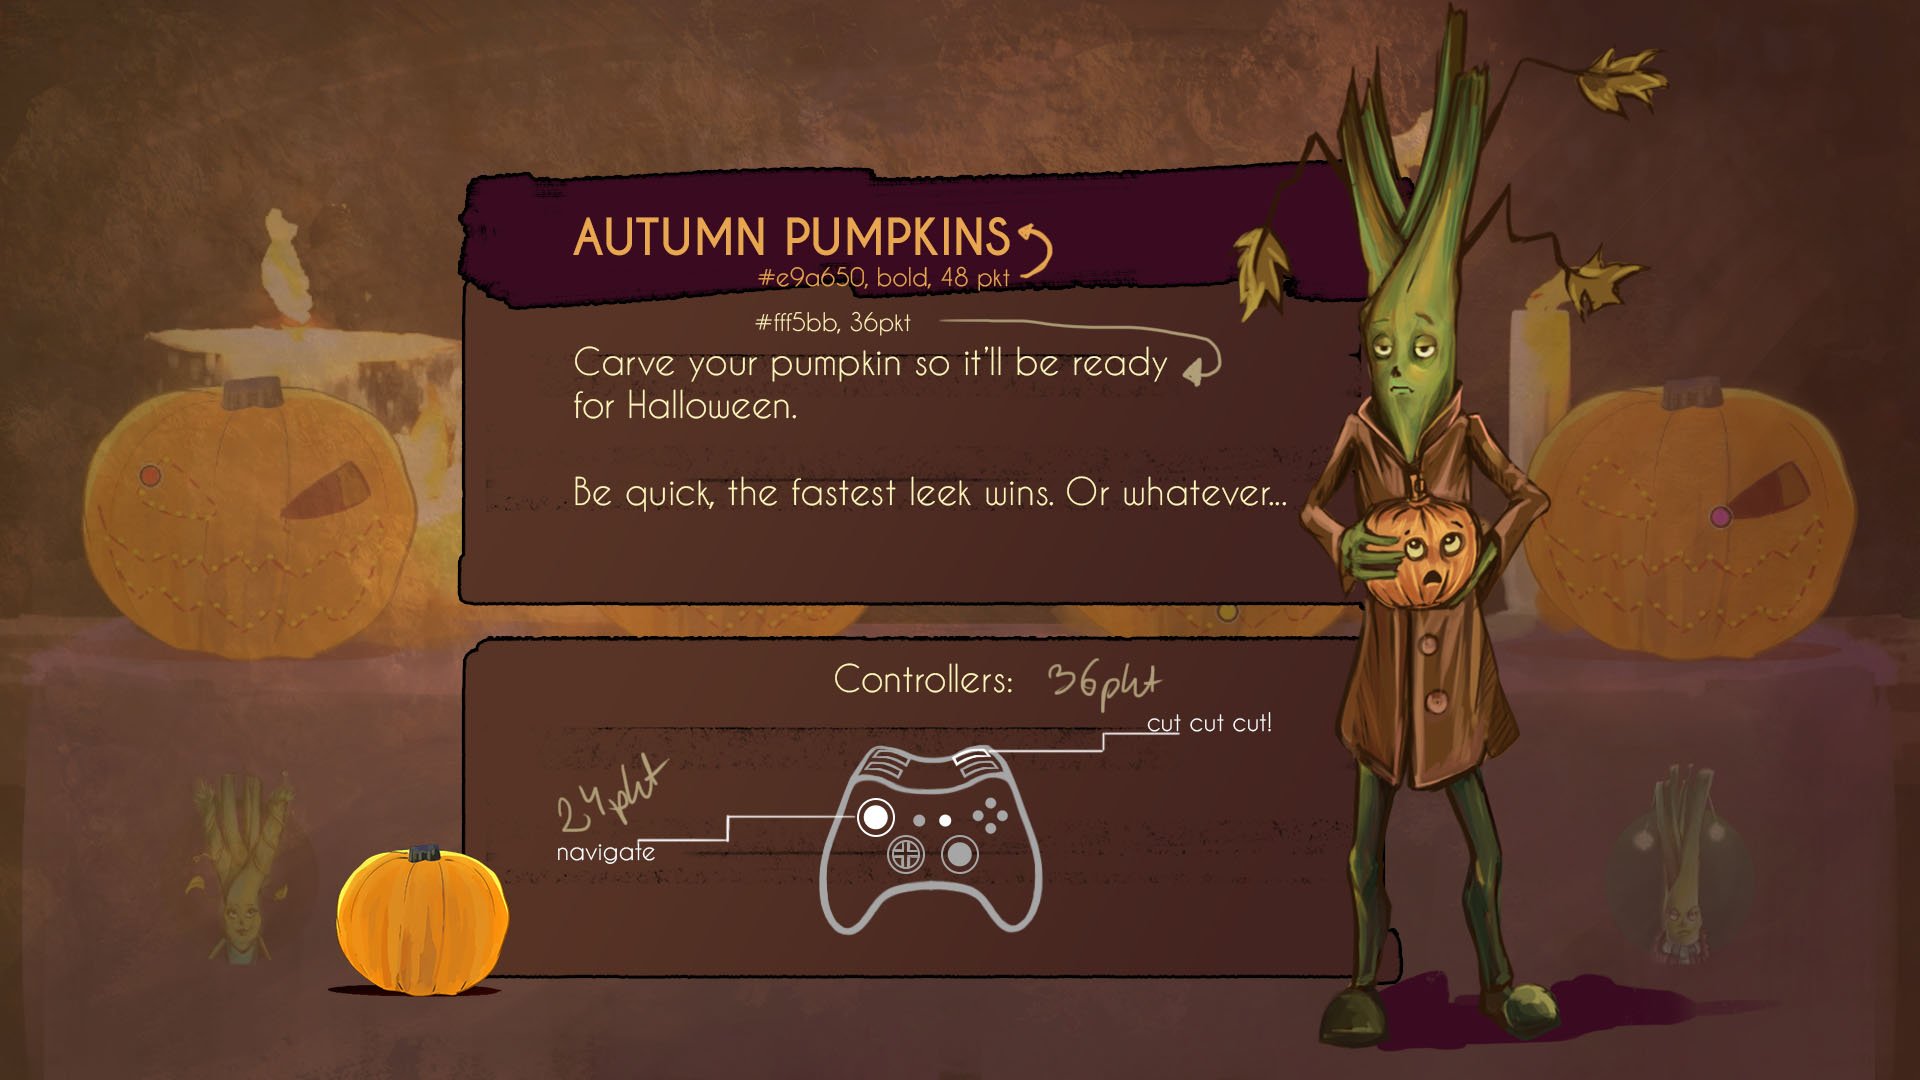 AUTUMN PUMPKINS
#e9a650, bold, 48 pkt
#fff5bb, 36pkt
Carve your pumpkin so it'll be ready
for Halloween.
Be quick, the fastest leek wins. Or whatever...
Controllers: 36pkt
cut cut cut!
24pkt
navigate